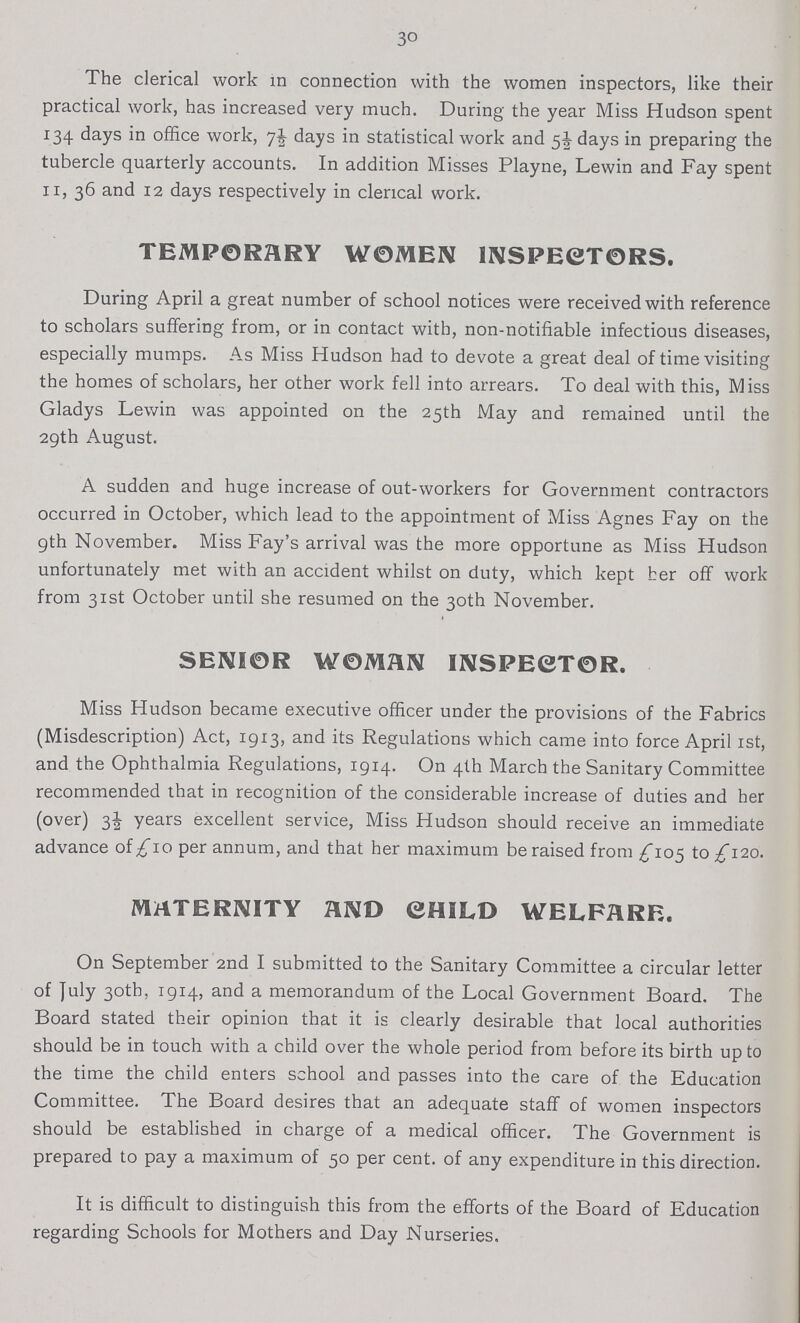 30
The clerical work in connection with the women inspectors, like their
practical work, has increased very much. During the year Miss Hudson spent
134 days in office work, 7½ days in statistical work and 5½ days in preparing the
tubercle quarterly accounts. In addition Misses Playne, Lewin and Fay spent
11, 36 and 12 days respectively in clerical work.
TEMPORARY WOMEN INSPECTORS.
During April a great number of school notices were received with reference
to scholars suffering from, or in contact with, non-notifiable infectious diseases,
especially mumps. As Miss Hudson had to devote a great deal of time visiting
the homes of scholars, her other work fell into arrears. To deal with this, Miss
Gladys Lewin was appointed on the 25th May and remained until the
29th August.
A sudden and huge increase of out-workers for Government contractors
occurred in October, which lead to the appointment of Miss Agnes Fay on the
9th November. Miss Fay's arrival was the more opportune as Miss Hudson
unfortunately met with an accident whilst on duty, which kept her off work
from 31st October until she resumed on the 30th November.
SENIOR WOMAN INSPECTOR.
Miss Hudson became executive officer under the provisions of the Fabrics
(Misdescription) Act, 1913, and its Regulations which came into force April 1st,
and the Ophthalmia Regulations, 1914. On 4th March the Sanitary Committee
recommended that in recognition of the considerable increase of duties and her
(over) 3½ years excellent service, Miss Hudson should receive an immediate
advance of £10 per annum, and that her maximum be raised from £105 to £120.
MATERNITY AND CHILD WELFARE.
On September 2nd I submitted to the Sanitary Committee a circular letter
of July 30th, 1914, and a memorandum of the Local Government Board. The
Board stated their opinion that it is clearly desirable that local authorities
should be in touch with a child over the whole period from before its birth up to
the time the child enters school and passes into the care of the Education
Committee. The Board desires that an adequate staff of women inspectors
should be established in charge of a medical officer. The Government is
prepared to pay a maximum of 50 per cent. of any expenditure in this direction.
It is difficult to distinguish this from the efforts of the Board of Education
regarding Schools for Mothers and Day Nurseries.